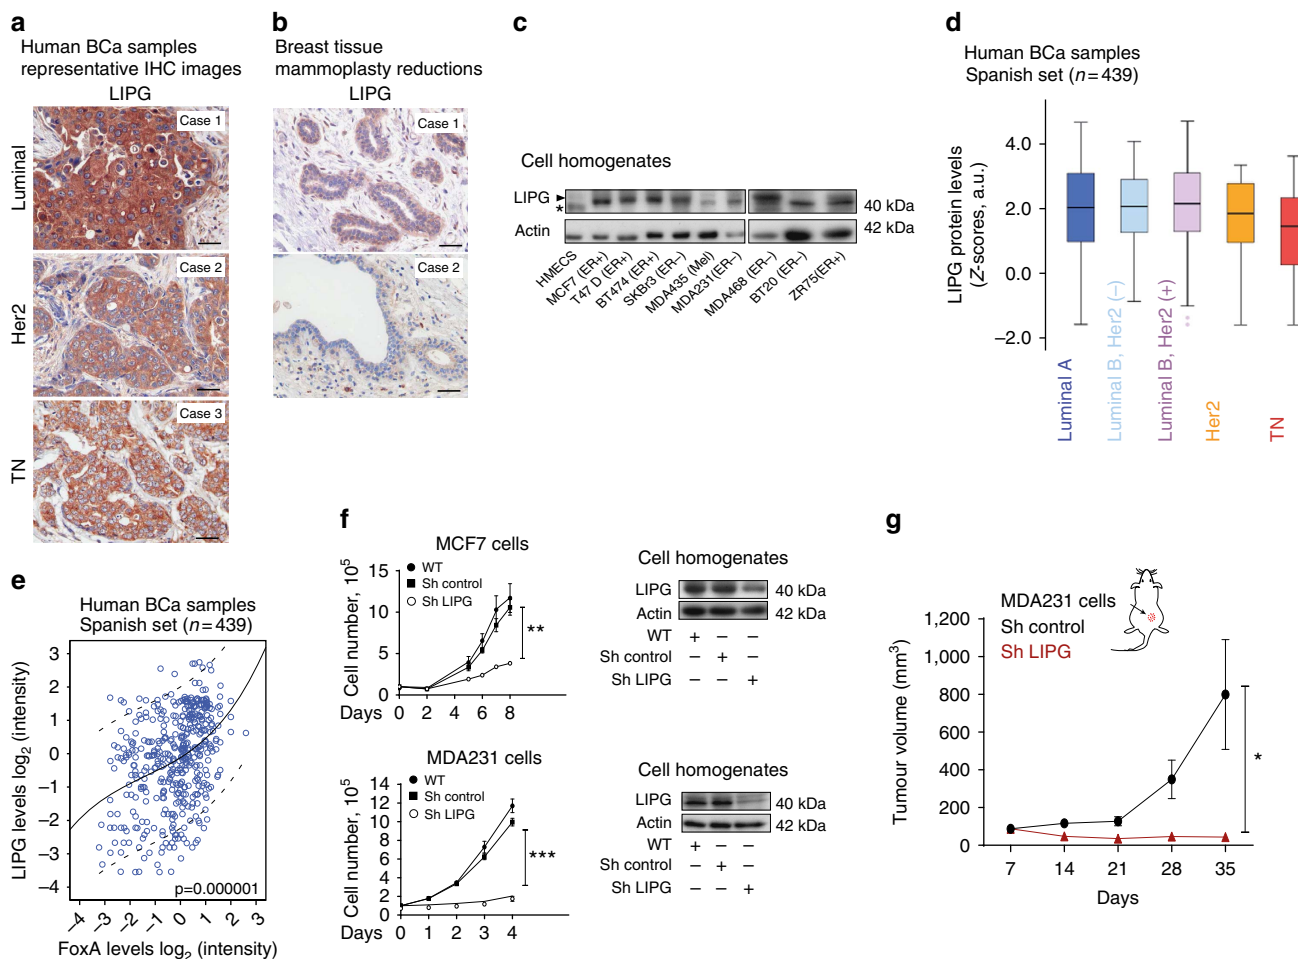 a
Human BCa samples
representative IHC images
LIPG
Luminal
Case 1
Her2
Case 2
TN
Case 3
b
Breast tissue
mammoplasty reductions
LIPG
Case 1
Case 2
c
Cell homogenates
LIPG
*
40 kDa
Actin
42 kDa
HMECS
MCF7 (ER+)
T47 D (ER+)
BT474 (ER+)
SKBr3 (ER–)
MDA435 (Mel)
MDA231(ER–)
MDA468 (ER–)
BT20 (ER–)
ZR75(ER+)
d
Human BCa samples
Spanish set (n=439)
LIPG protein levels
(Z-scores, a.u.)
4.0
2.0
0.0
–2.0
Luminal A
Luminal B, Her2 (–)
Luminal B, Her2 (+)
Her2
TN
e
Human BCa samples
Spanish set (n=439)
LIPG levels log2 (intensity)
3
2
1
0
–1
–2
–3
–4
p=0.000001
–4 –3 –2 –1 0 1 2 3
FoxA levels log2 (intensity)
f
MCF7 cells
WT
Sh control
Sh LIPG
Cell number, 10^5
15
10
5
0
**
Days 0 2 4 6 8
Cell homogenates
LIPG 40 kDa
Actin 42 kDa
WT + – –
Sh control – + –
Sh LIPG – – +
MDA231 cells
WT
Sh control
Sh LIPG
Cell number, 10^5
14
12
10
8
6
4
2
0
***
Days 0 1 2 3 4
Cell homogenates
LIPG 40 kDa
Actin 42 kDa
WT + – –
Sh control – + –
Sh LIPG – – +
g
MDA231 cells
Sh control
Sh LIPG
Tumour volume (mm3)
1,200
1,000
800
600
400
200
0
*
7 14 21 28 35
Days